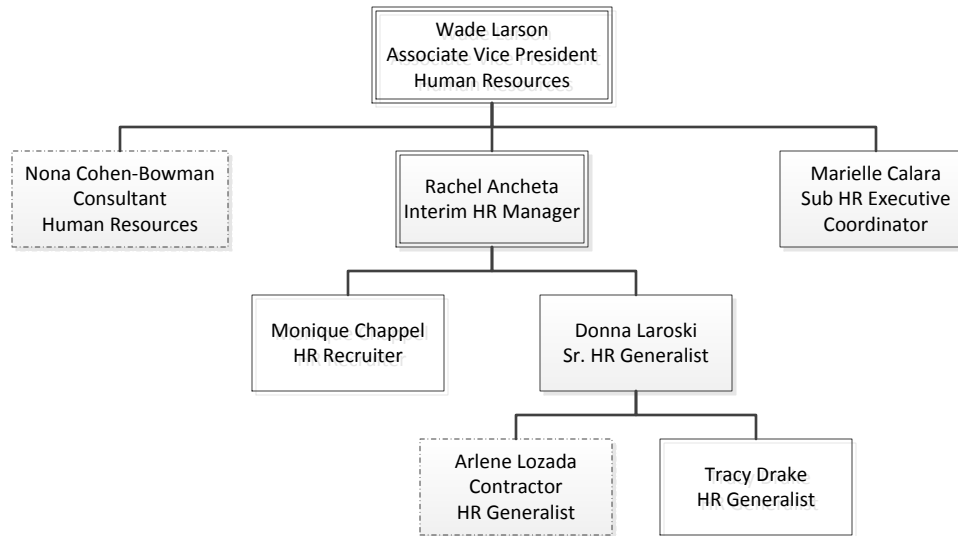 Wade Larson
Associate Vice President
Human Resources
Nona Cohen-Bowman
Consultant
Human Resources
Rachel Ancheta
Interim HR Manager
Marielle Calara
Sub HR Executive
Coordinator
Monique Chappel
HR Recruiter
Donna Laroski
Sr. HR Generalist
Arlene Lozada
Contractor
HR Generalist
Tracy Drake
HR Generalist